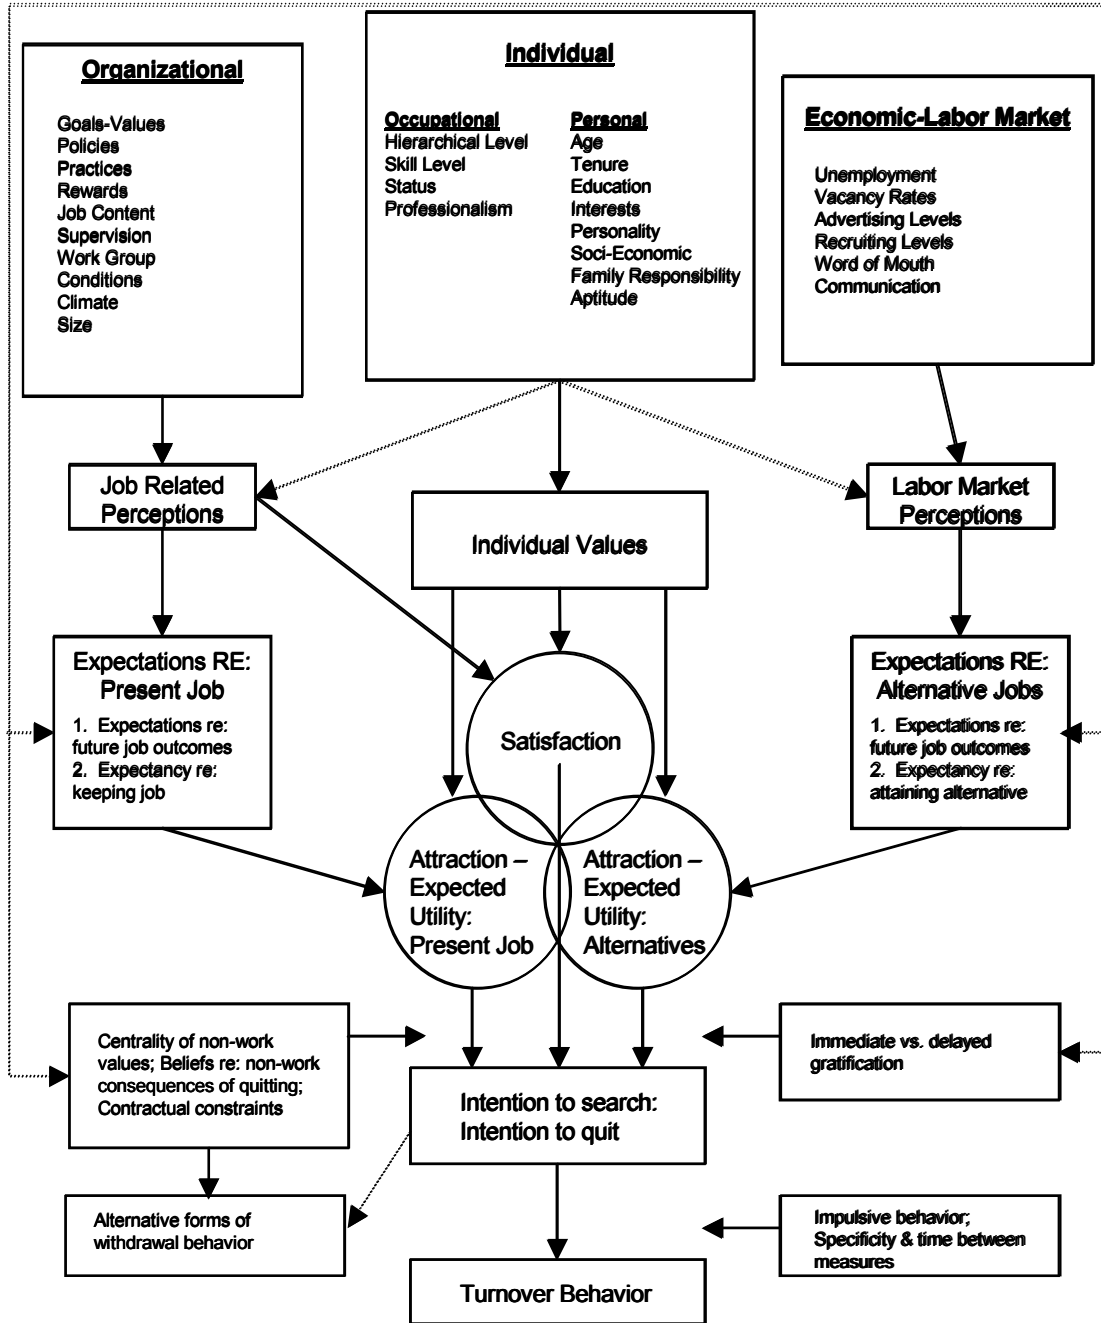 Organizational
Goals-Values
Policies
Practices
Rewards
Job Content
Supervision
Work Group
Conditions
Climate
Size
Individual
Occupational
Hierarchical Level
Skill Level
Status
Professionalism
Personal
Age
Tenure
Education
Interests
Personality
Soci-Economic
Family Responsibility
Aptitude
Economic-Labor Market
Unemployment
Vacancy Rates
Advertising Levels
Recruiting Levels
Word of Mouth
Communication
Job Related
Perceptions
Individual Values
Labor Market
Perceptions
Expectations RE:
Present Job
1. Expectations re:
future job outcomes
2. Expectancy re:
keeping job
Satisfaction
Expectations RE:
Alternative Jobs
1. Expectations re:
future job outcomes
2. Expectancy re:
attaining alternative
Attraction –
Expected
Utility:
Present Job
Attraction –
Expected
Utility:
Alternatives
Centrality of non-work
values; Beliefs re: non-work
consequences of quitting;
Contractual constraints
Immediate vs. delayed
gratification
Intention to search:
Intention to quit
Alternative forms of
withdrawal behavior
Impulsive behavior;
Specificity & time between
measures
Turnover Behavior